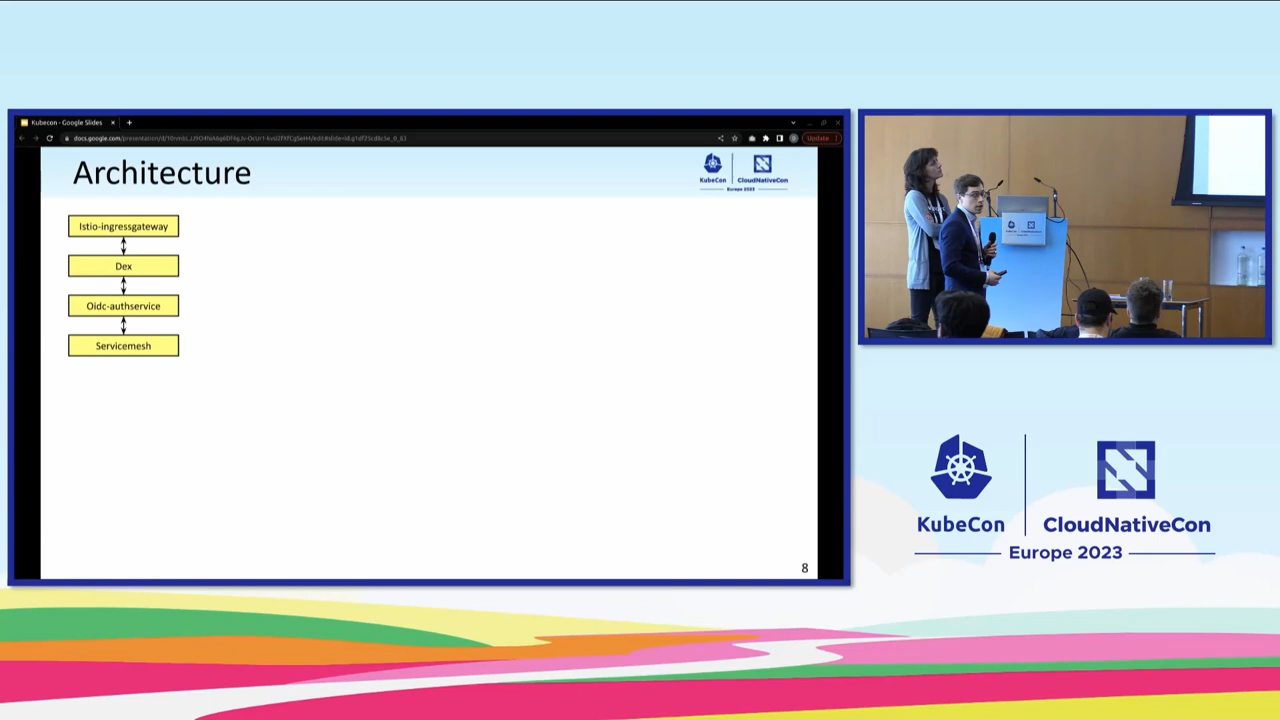 Kubecon - Google Slides
Update
Architecture
KubeCon
CloudNativeCon
Europe 2023
Istio-ingressgateway
Dex
Oidc-authservice
Servicemesh
8
KubeCon
CloudNativeCon
Europe 2023